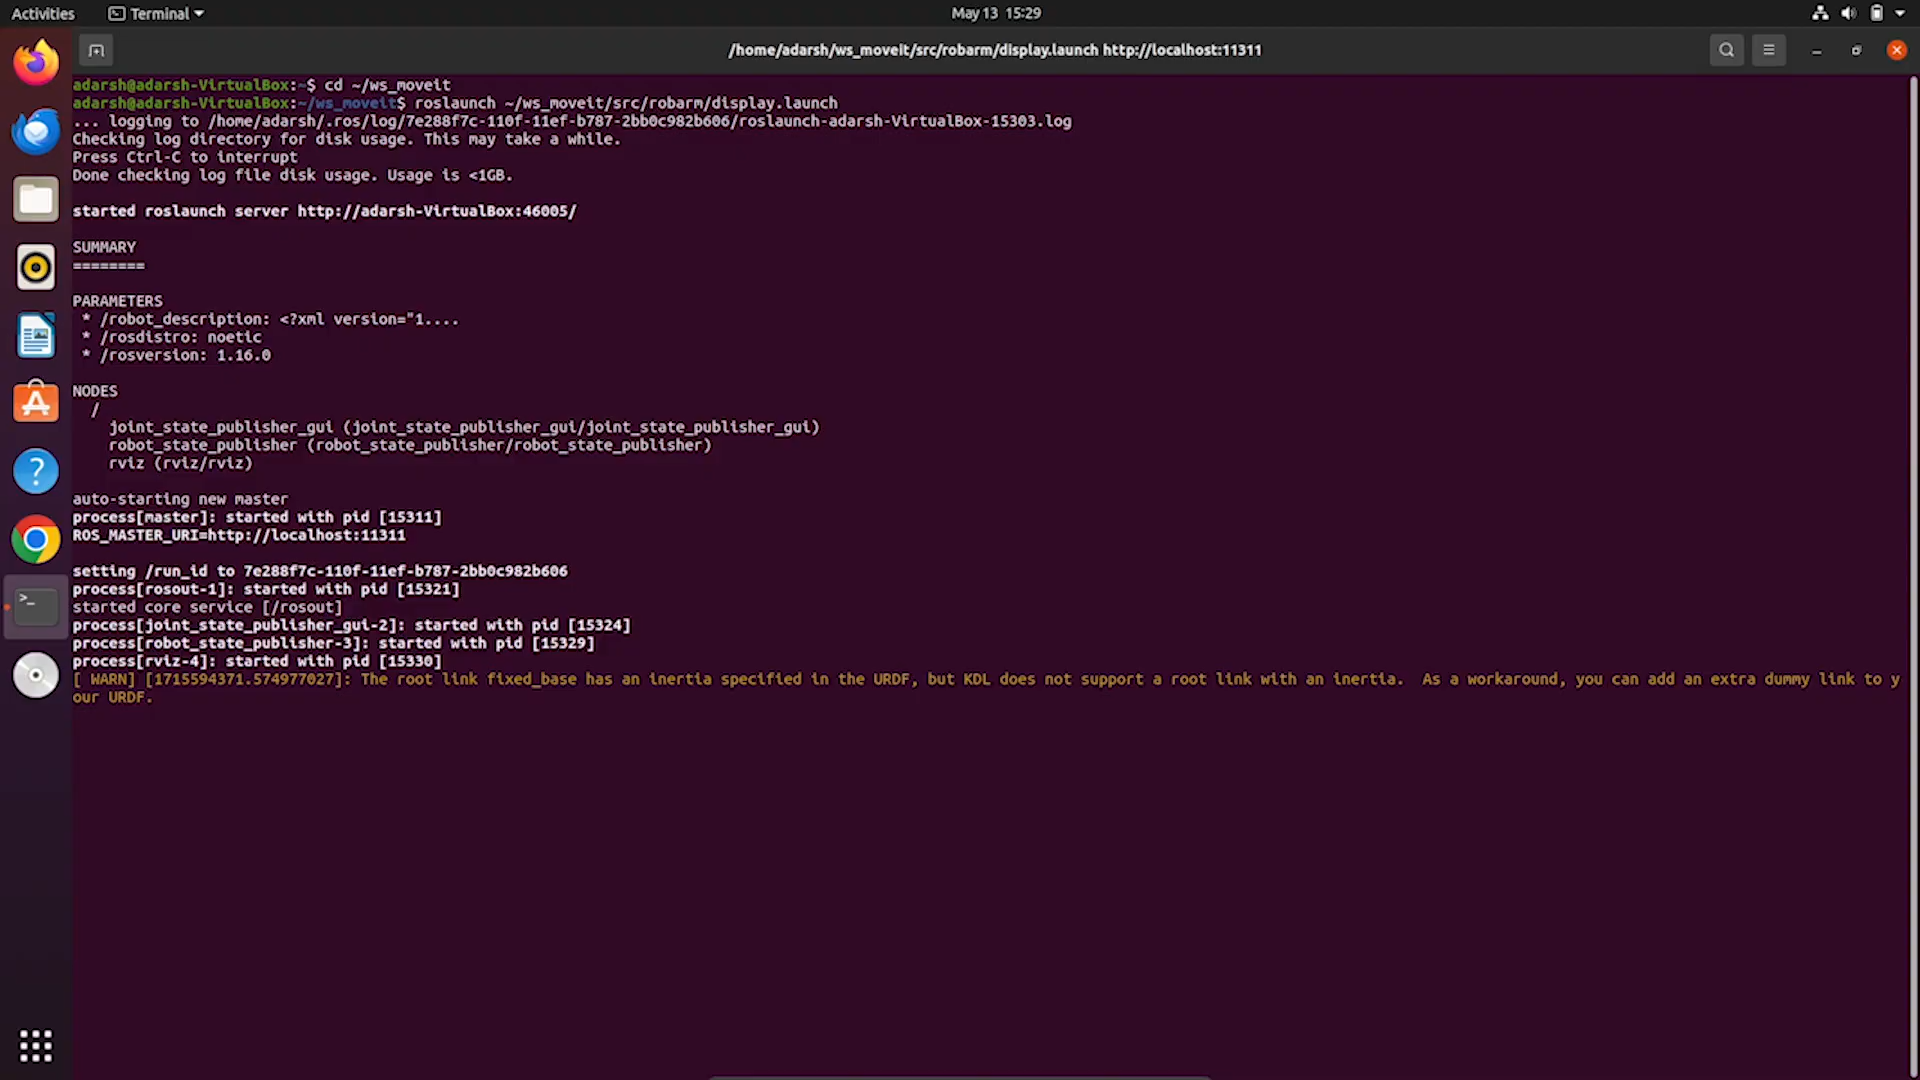 Activities Terminal May 13 15:29
/home/adarsh/ws_moveit/src/robarm/display.launch http://localhost:11311
adarsh@adarsh-VirtualBox:~$ cd ~/ws_moveit
adarsh@adarsh-VirtualBox:~/ws_moveit$ roslaunch ~/ws_moveit/src/robarm/display.launch
... logging to /home/adarsh/.ros/log/7e288f7c-110f-11ef-b787-2bb0c982b606/roslaunch-adarsh-VirtualBox-15303.log
Checking log directory for disk usage. This may take a while.
Press Ctrl-C to interrupt
Done checking log file disk usage. Usage is <1GB.
started roslaunch server http://adarsh-VirtualBox:46005/
SUMMARY
========
PARAMETERS
* /robot_description: <?xml version="1....
* /rosdistro: noetic
* /rosversion: 1.16.0
NODES
/
joint_state_publisher_gui (joint_state_publisher_gui/joint_state_publisher_gui)
robot_state_publisher (robot_state_publisher/robot_state_publisher)
rviz (rviz/rviz)
auto-starting new master
process[master]: started with pid [15311]
ROS_MASTER_URI=http://localhost:11311
setting /run_id to 7e288f7c-110f-11ef-b787-2bb0c982b606
process[rosout-1]: started with pid [15321]
started core service [/rosout]
process[joint_state_publisher_gui-2]: started with pid [15324]
process[robot_state_publisher-3]: started with pid [15329]
process[rviz-4]: started with pid [15330]
[ WARN] [1715594371.574977027]: The root link fixed_base has an inertia specified in the URDF, but KDL does not support a root link with an inertia.  As a workaround, you can add an extra dummy link to y
our URDF.